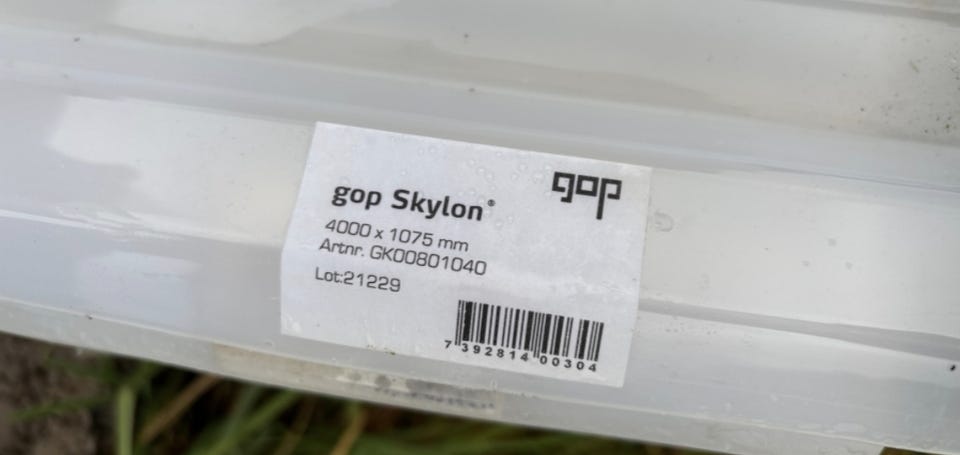 gop
gop Skylon®
4000 x 1075 mm
Artnr. GK00801040
Lot:21229
7 392814 00304